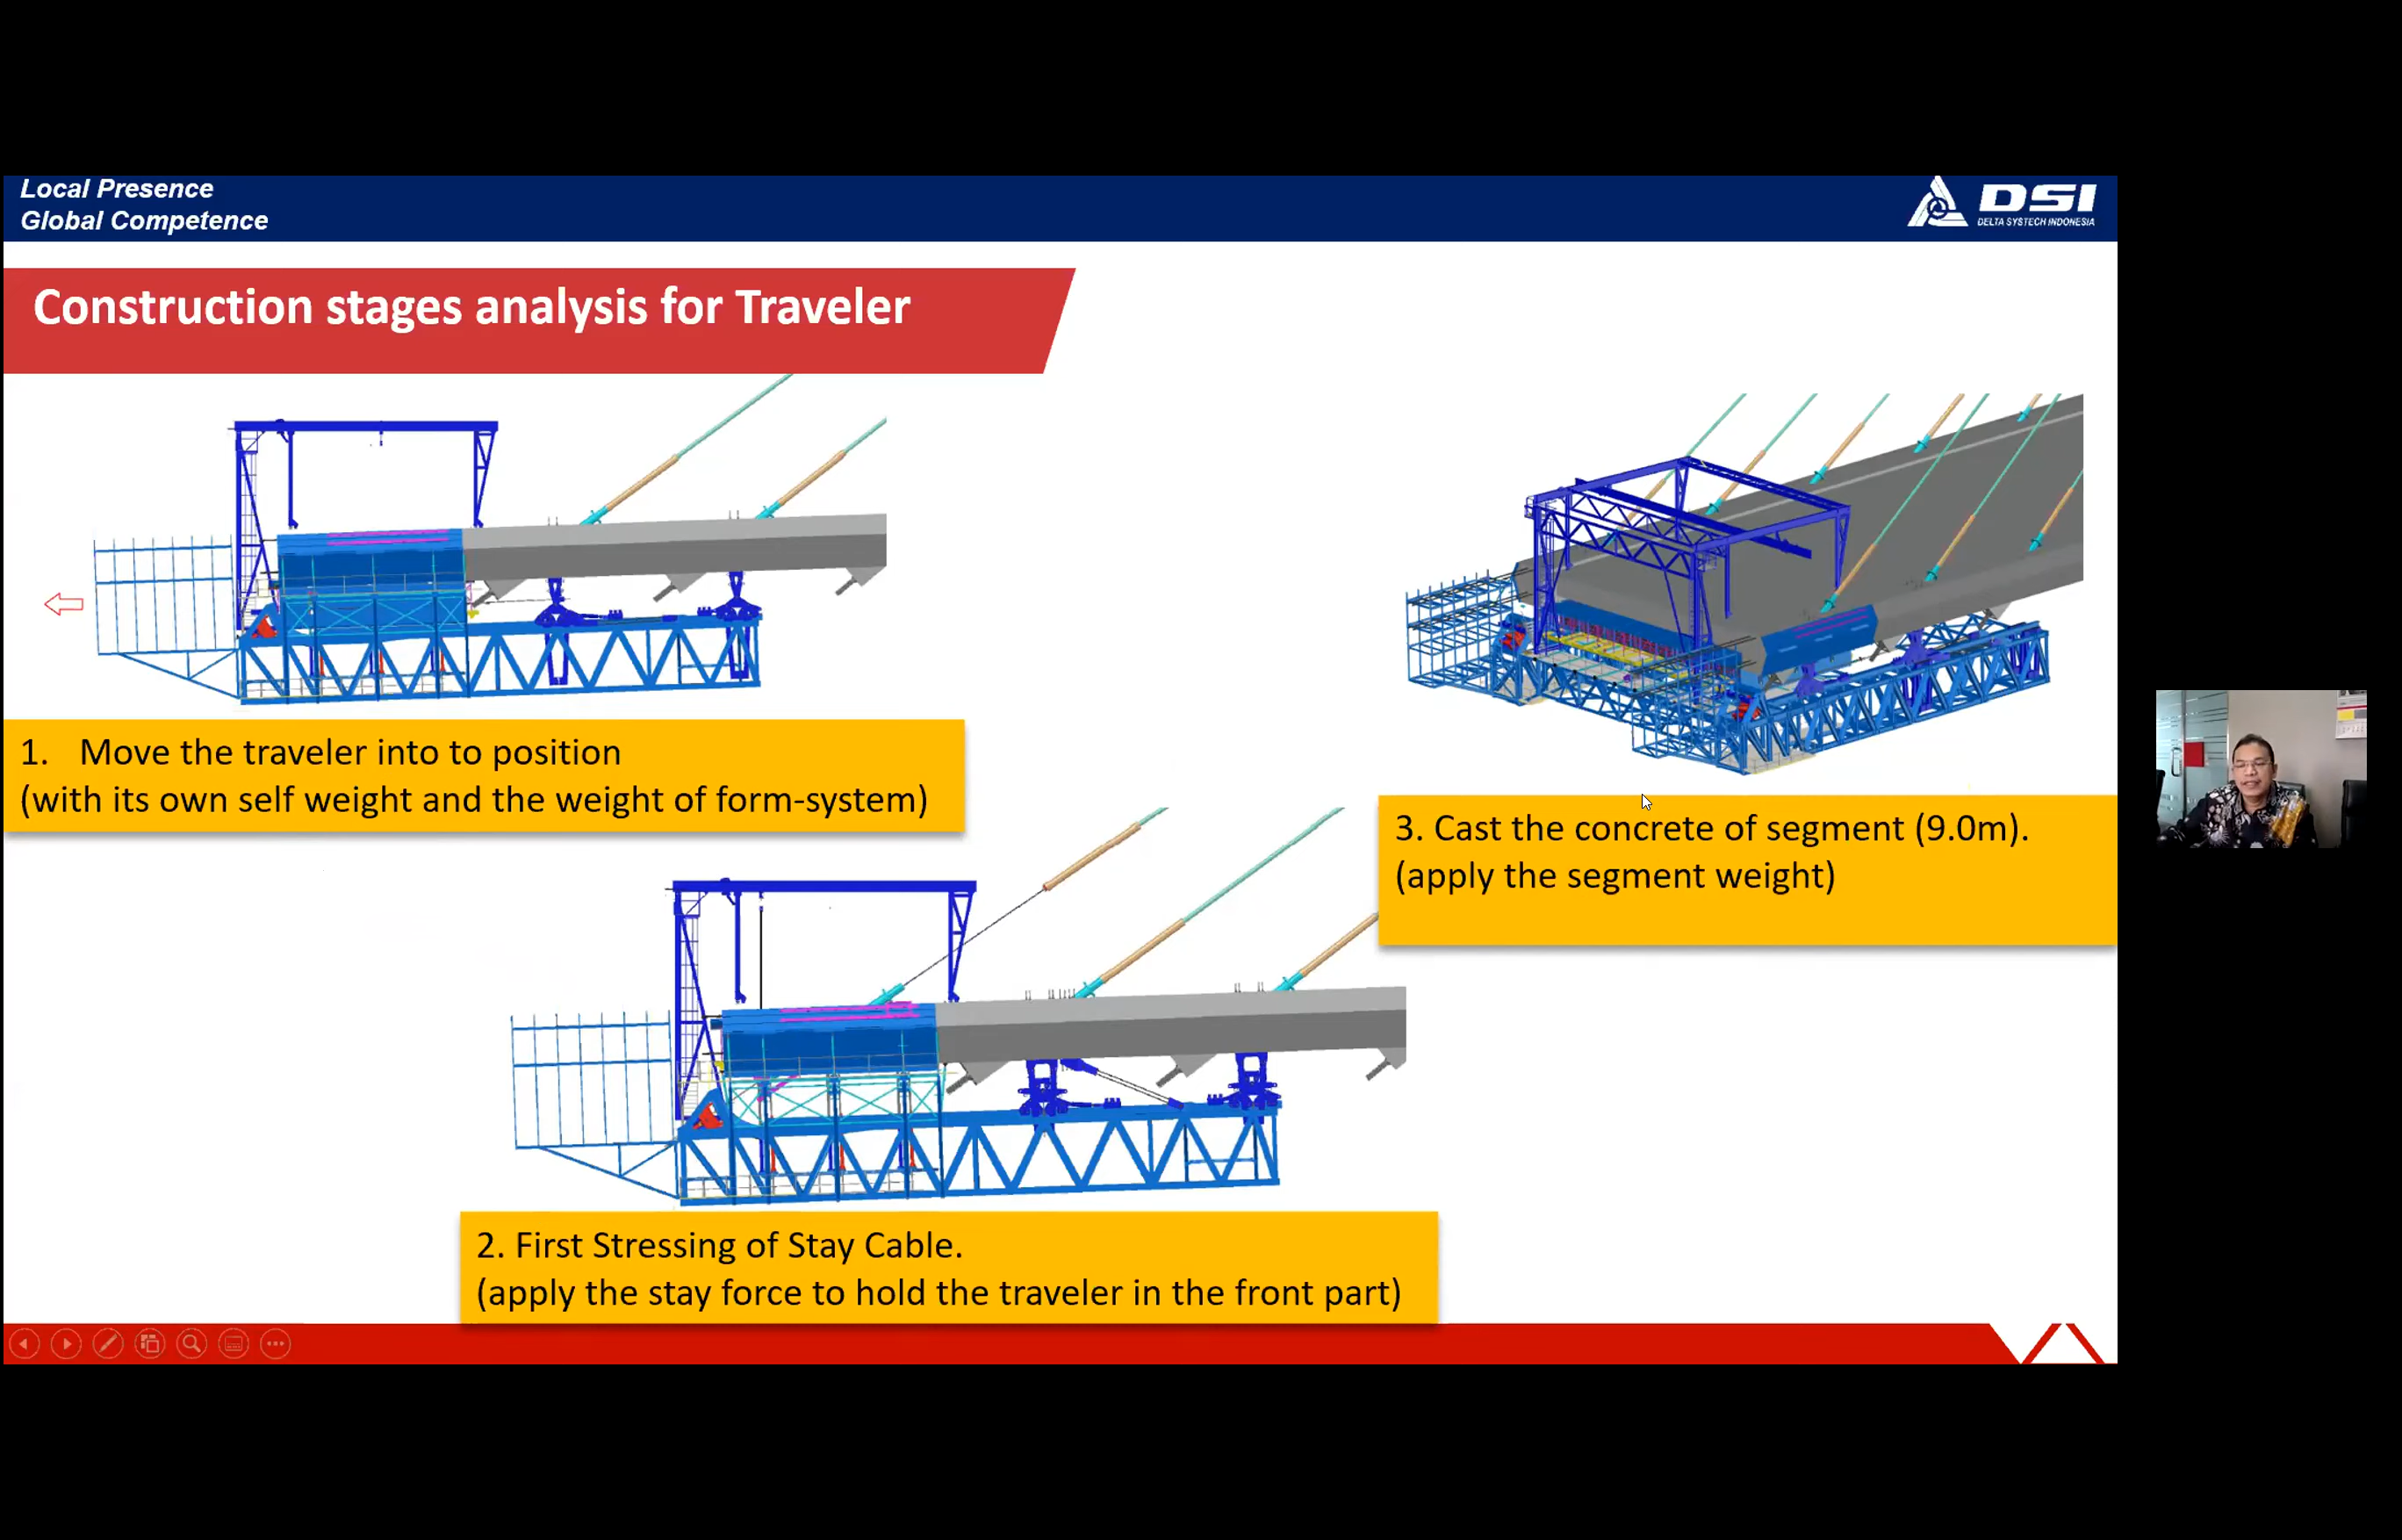 Local Presence
Global Competence
DSI
DELTA SYSTECH INDONESIA
Construction stages analysis for Traveler
1. Move the traveler into to position
(with its own self weight and the weight of form-system)
3. Cast the concrete of segment (9.0m).
(apply the segment weight)
2. First Stressing of Stay Cable.
(apply the stay force to hold the traveler in the front part)